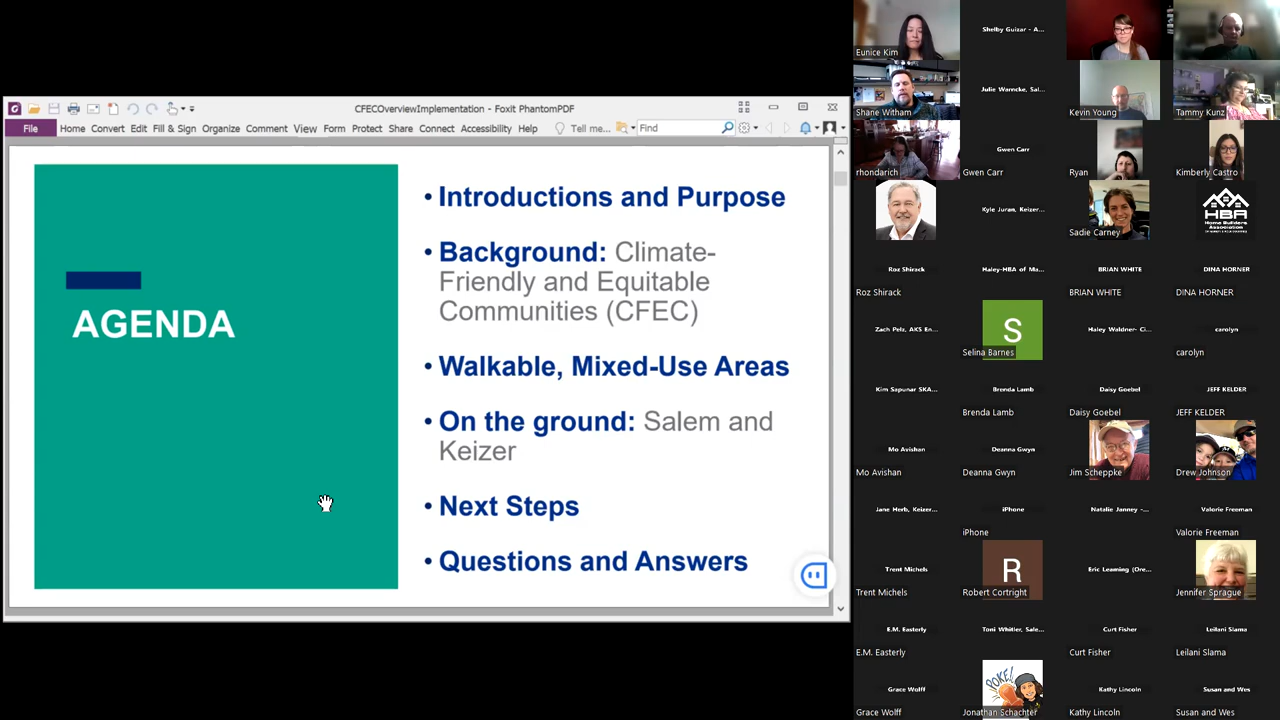 CFECOverviewImplementation - Foxit PhantomPDF
File Home Convert Edit Fill & Sign Organize Comment View Form Protect Share Connect Accessibility Help Tell me... Find
AGENDA
• Introductions and Purpose
• Background: Climate-
Friendly and Equitable
Communities (CFEC)
• Walkable, Mixed-Use Areas
• On the ground: Salem and
Keizer
• Next Steps
• Questions and Answers
Eunice Kim
Shelby Guizar - A...
Shane Witham
Julie Warncke, Sal...
Kevin Young
Tammy Kunz
rhondarich
Gwen Carr
Gwen Carr
Ryan
Kimberly Castro
Kyle Juran, Keizer...
Sadie Carney
HBA
Home Builders
Association
Roz Shirack
Roz Shirack
Haley-HBA of Ma...
BRIAN WHITE
BRIAN WHITE
DINA HORNER
DINA HORNER
Zach Pelz, AKS En...
S
Selina Barnes
Haley Waldner- Ci...
carolyn
carolyn
Kim Sapunar SKA...
Brenda Lamb
Brenda Lamb
Daisy Goebel
Daisy Goebel
JEFF KELDER
JEFF KELDER
Mo Avishan
Mo Avishan
Deanna Gwyn
Deanna Gwyn
Jim Scheppke
Drew Johnson
Jane Herb, Keizer...
iPhone
iPhone
Natalie Janney -...
Valorie Freeman
Valorie Freeman
Trent Michels
Trent Michels
R
Robert Cortright
Eric Leaming (Ore...
Jennifer Sprague
E.M. Easterly
E.M. Easterly
Toni Whitler, Sale...
Curt Fisher
Curt Fisher
Leilani Slama
Leilani Slama
Grace Wolff
Grace Wolff
POKE!
Jonathan Schachter
Kathy Lincoln
Kathy Lincoln
Susan and Wes
Susan and Wes